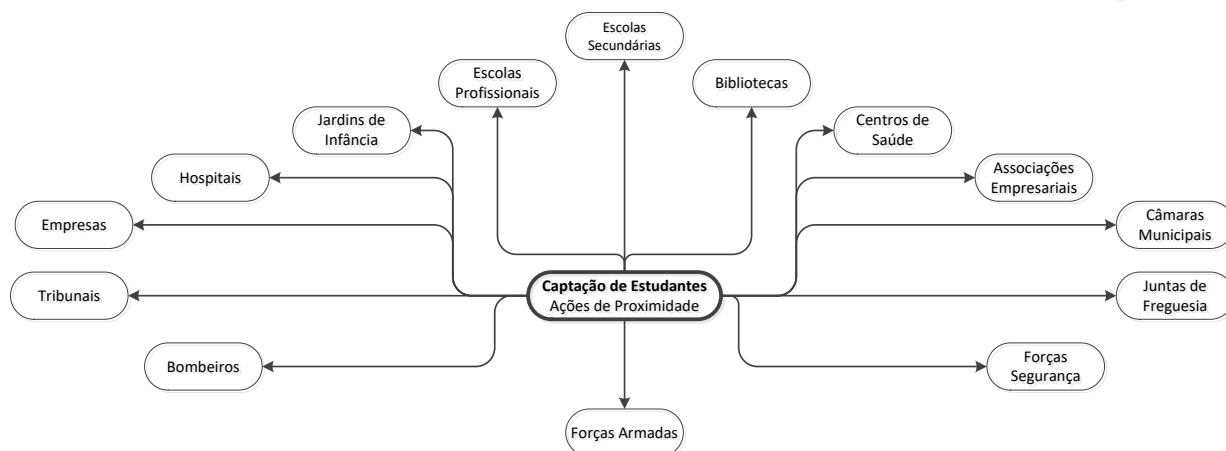 Escolas
Secundárias
Escolas
Profissionais
Bibliotecas
Jardins de
Infância
Centros de
Saúde
Hospitais
Associações
Empresariais
Empresas
Câmaras
Municipais
Captação de Estudantes
Ações de Proximidade
Tribunais
Juntas de
Freguesia
Bombeiros
Forças
Segurança
Forças Armadas